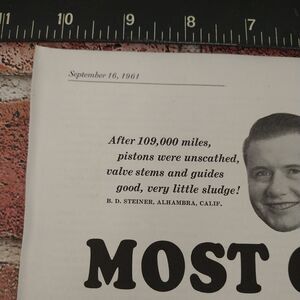 10 9 8 7
September 16, 1961
After 109,000 miles,
pistons were unscathed,
valve stems and guides
good, very little sludge!
B. D. STEINER, ALHAMBRA, CALIF.
MOST